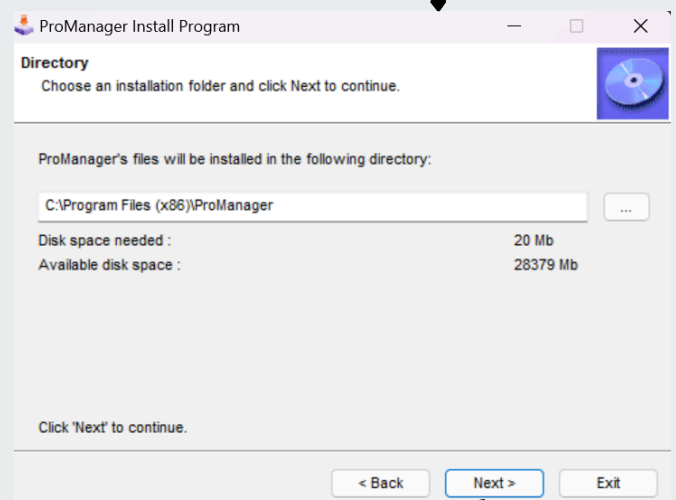 ProManager Install Program
Directory
Choose an installation folder and click Next to continue.
ProManager's files will be installed in the following directory:
C:\Program Files (x86)\ProManager
...
Disk space needed : 20 Mb
Available disk space : 28379 Mb
Click 'Next' to continue.
< Back Next > Exit